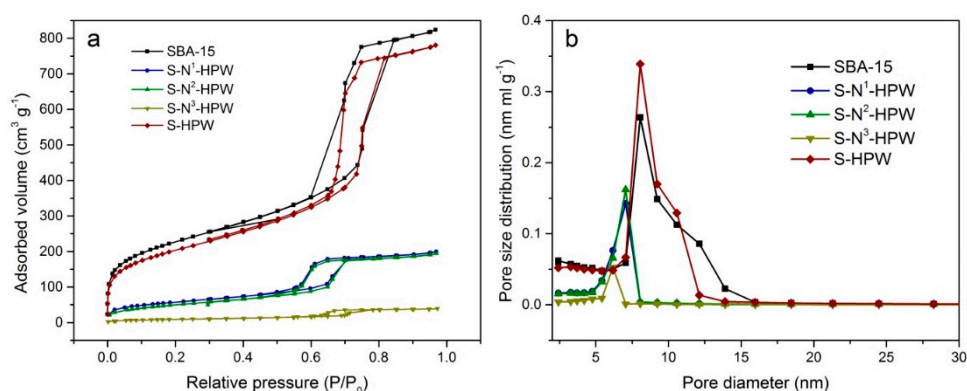 a
SBA-15
S-N¹-HPW
S-N²-HPW
S-N³-HPW
S-HPW
Adsorbed volume (cm³ g⁻¹)
800
700
600
500
400
300
200
100
0
0.0 0.2 0.4 0.6 0.8 1.0
Relative pressure (P/P₀)
b
SBA-15
S-N¹-HPW
S-N²-HPW
S-N³-HPW
S-HPW
Pore size distribution (nm ml g⁻¹)
0.4
0.3
0.2
0.1
0.0
5 10 15 20 25 30
Pore diameter (nm)